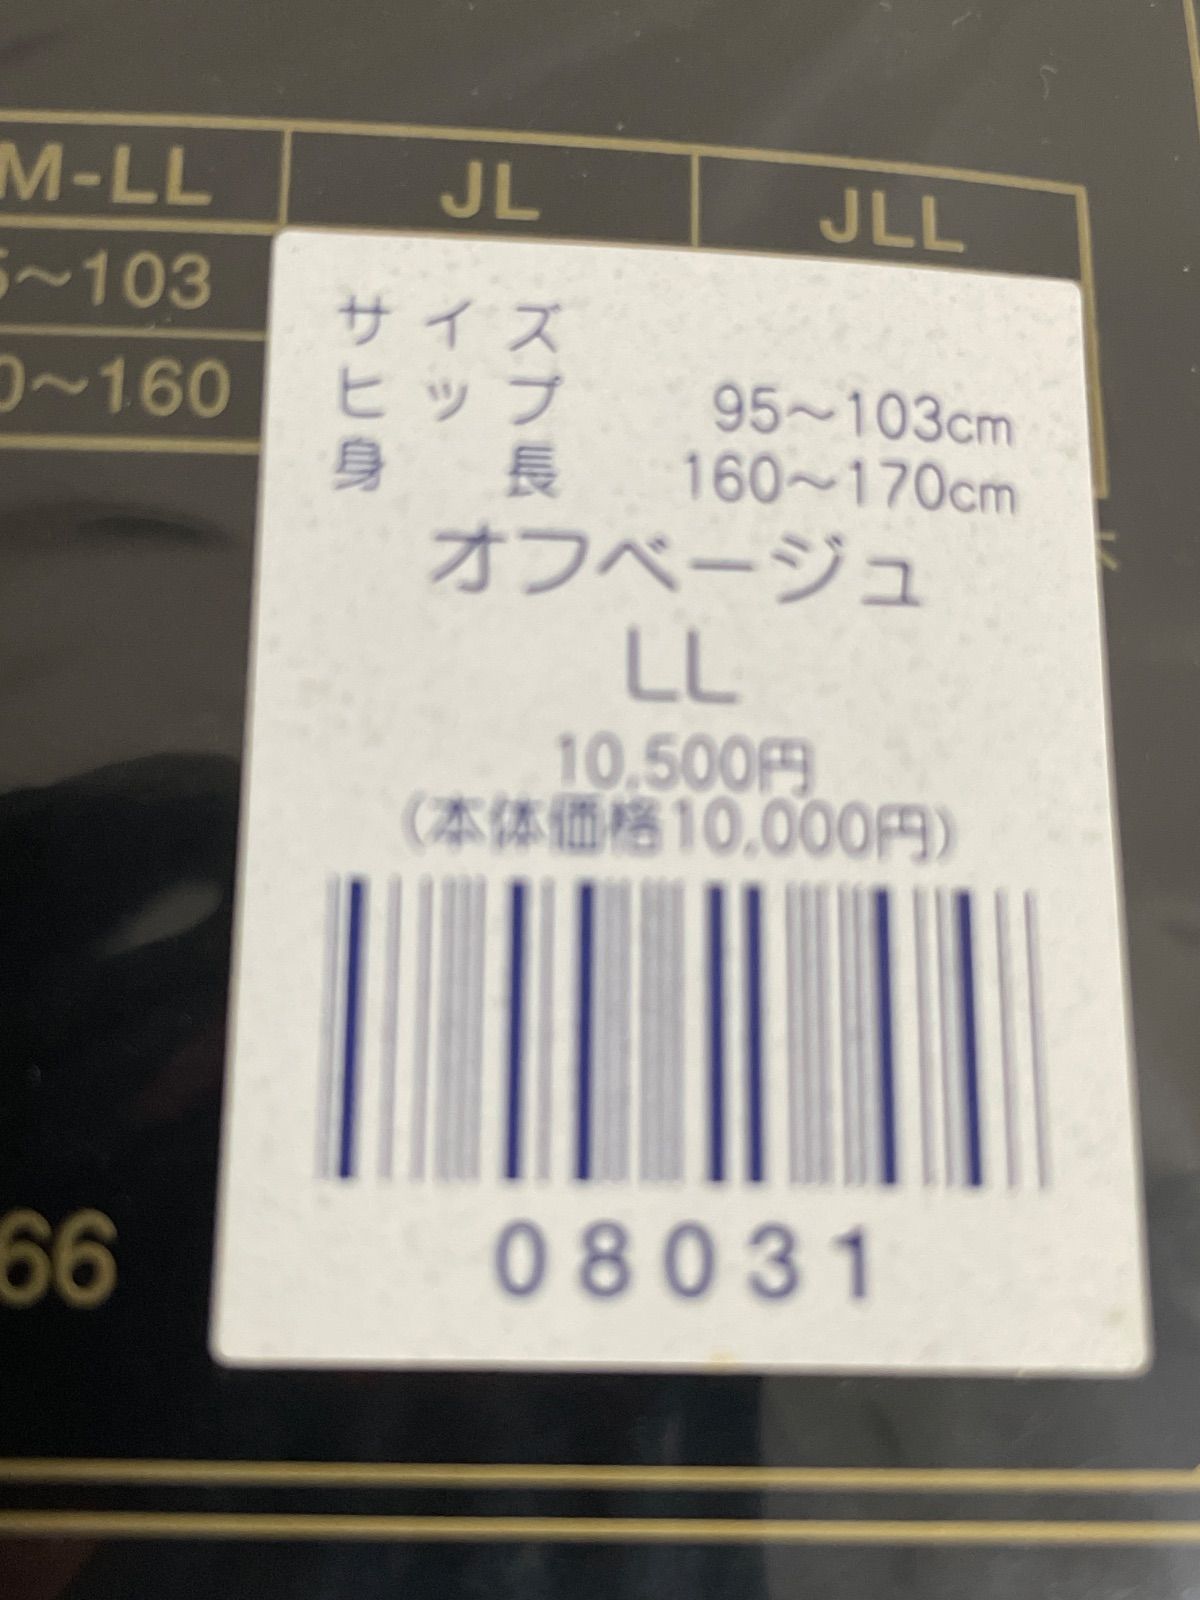 M-LL JL JLL
~103
サイズ
ヒップ 95~103cm
0~160
身長 160~170cm
オフベージュ
LL
10,500円
(本体価格10,000円)
66
08031